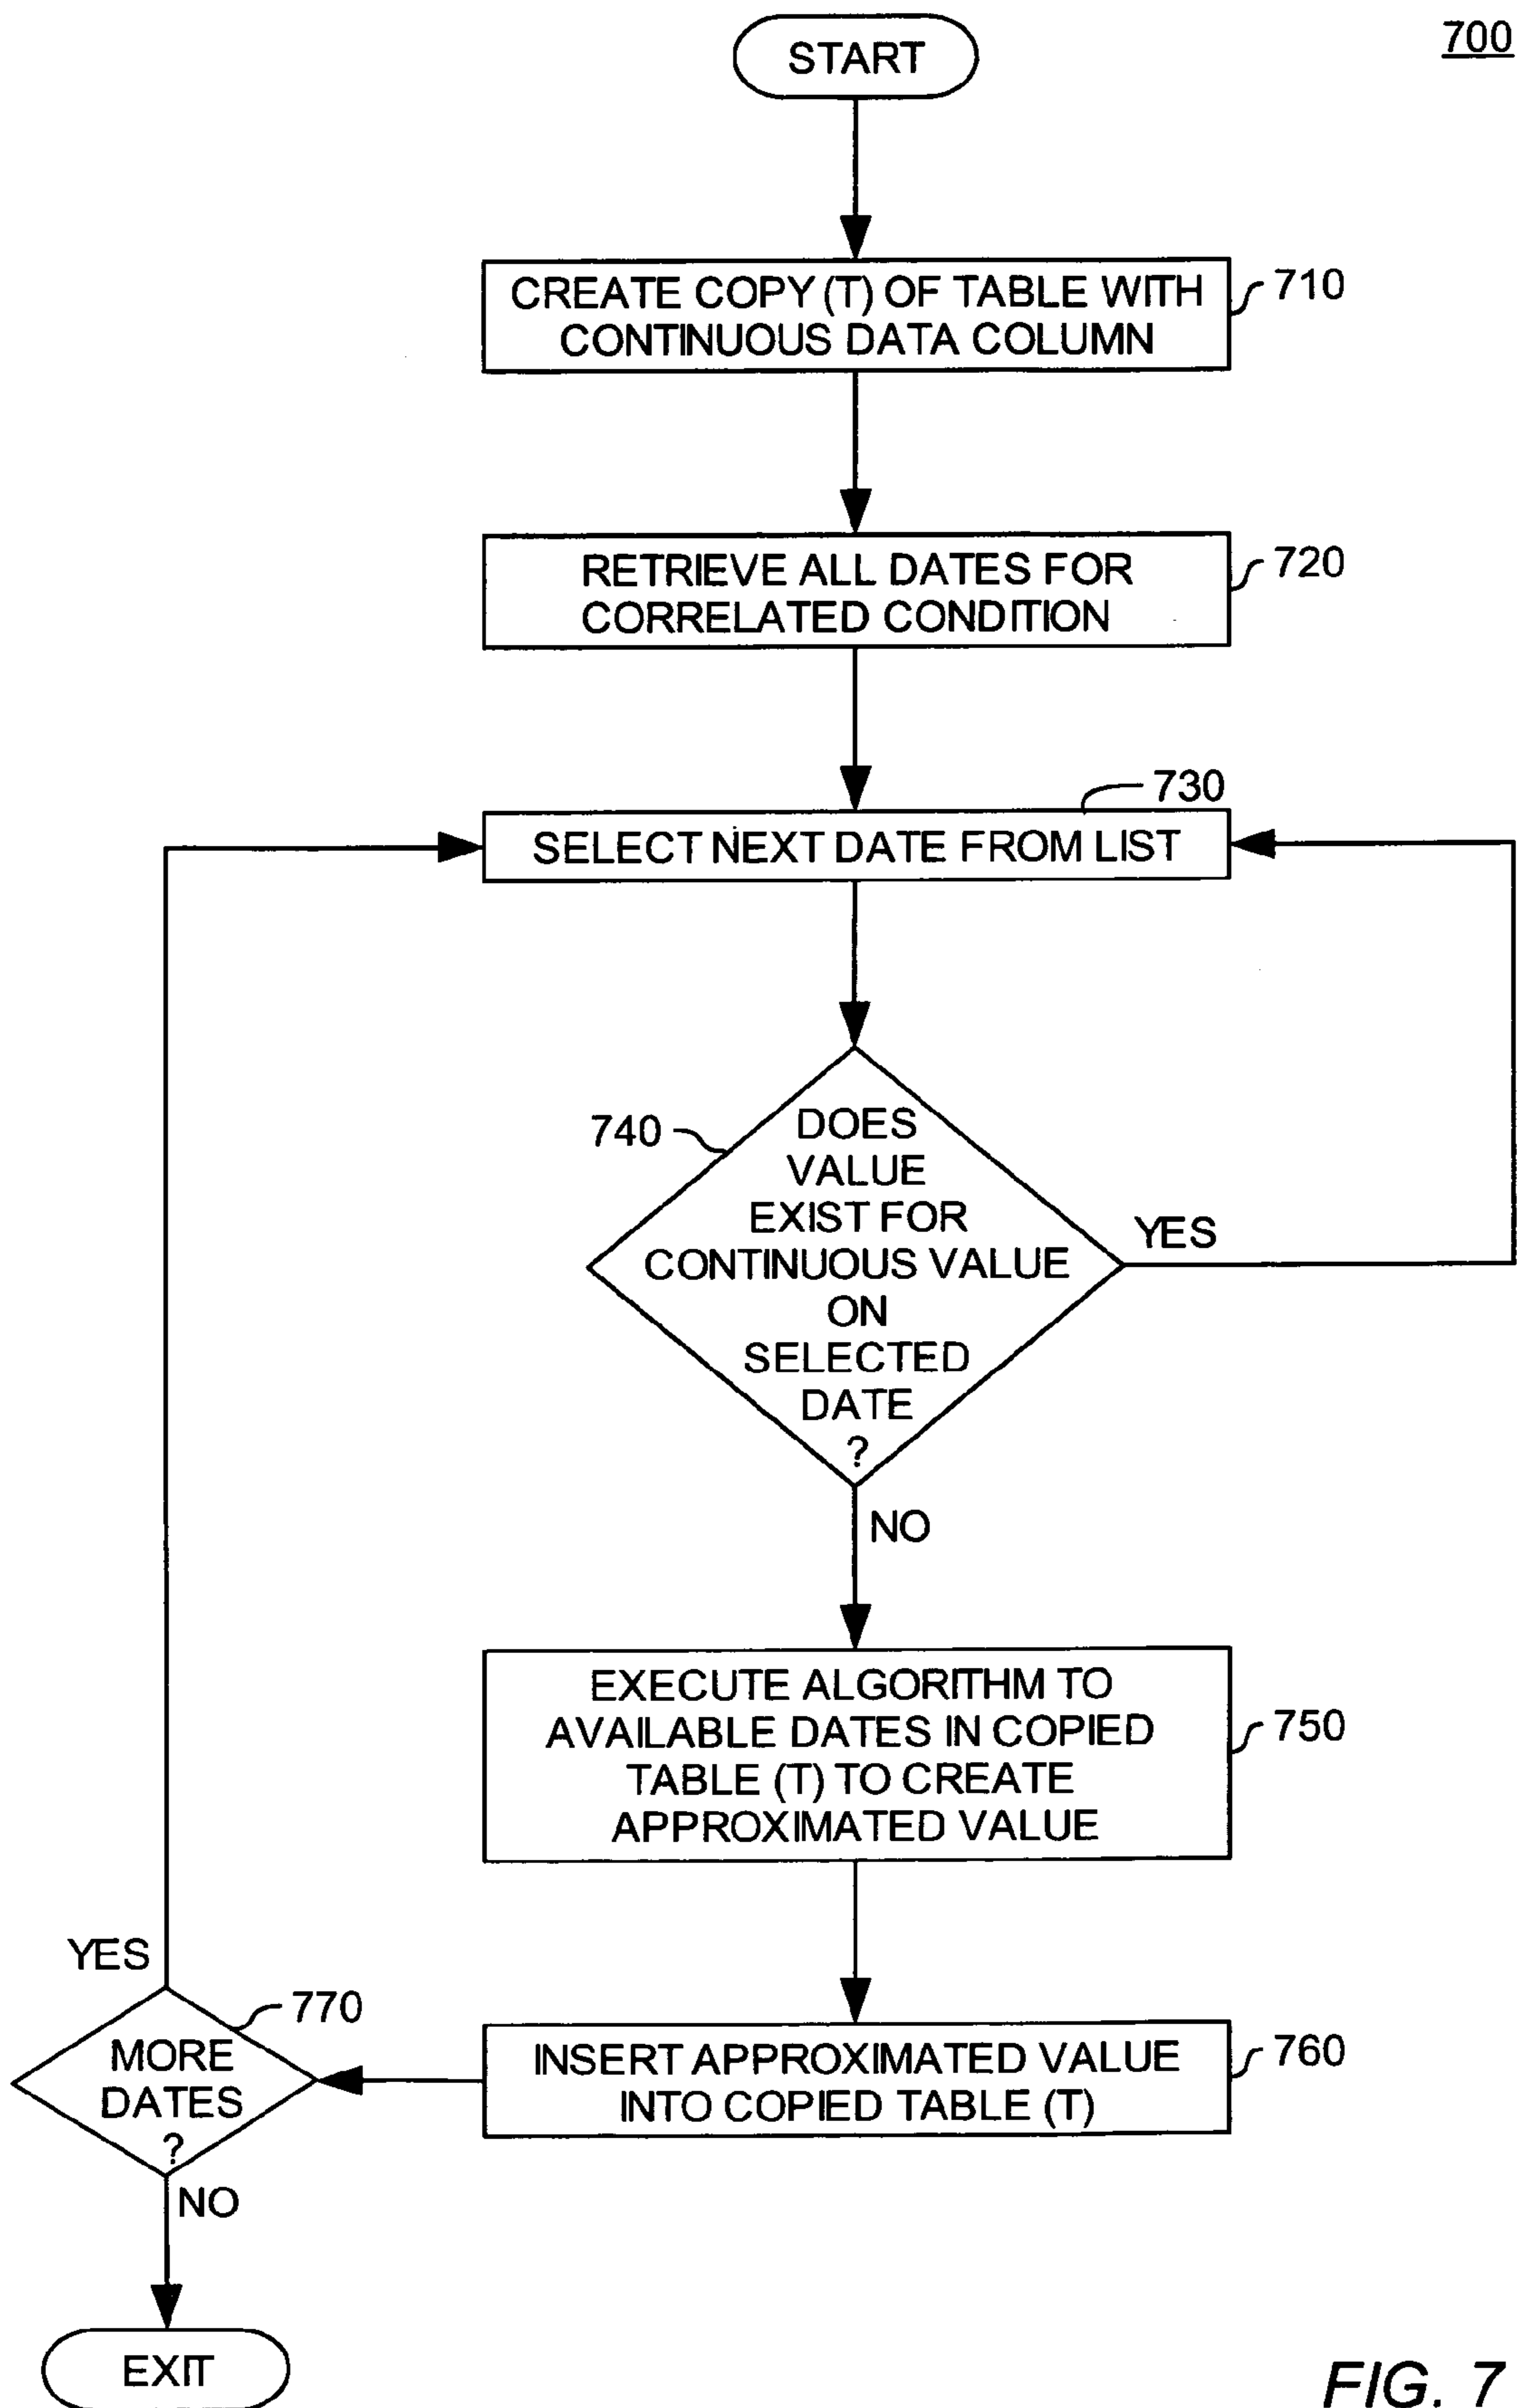 700
START
CREATE COPY (T) OF TABLE WITH
CONTINUOUS DATA COLUMN
710
RETRIEVE ALL DATES FOR
CORRELATED CONDITION
720
730
SELECT NEXT DATE FROM LIST
740
DOES
VALUE
EXIST FOR
CONTINUOUS VALUE
ON
SELECTED
DATE
?
YES
NO
EXECUTE ALGORITHM TO
AVAILABLE DATES IN COPIED
TABLE (T) TO CREATE
APPROXIMATED VALUE
750
INSERT APPROXIMATED VALUE
INTO COPIED TABLE (T)
760
YES
770
MORE
DATES
?
NO
EXIT
FIG. 7